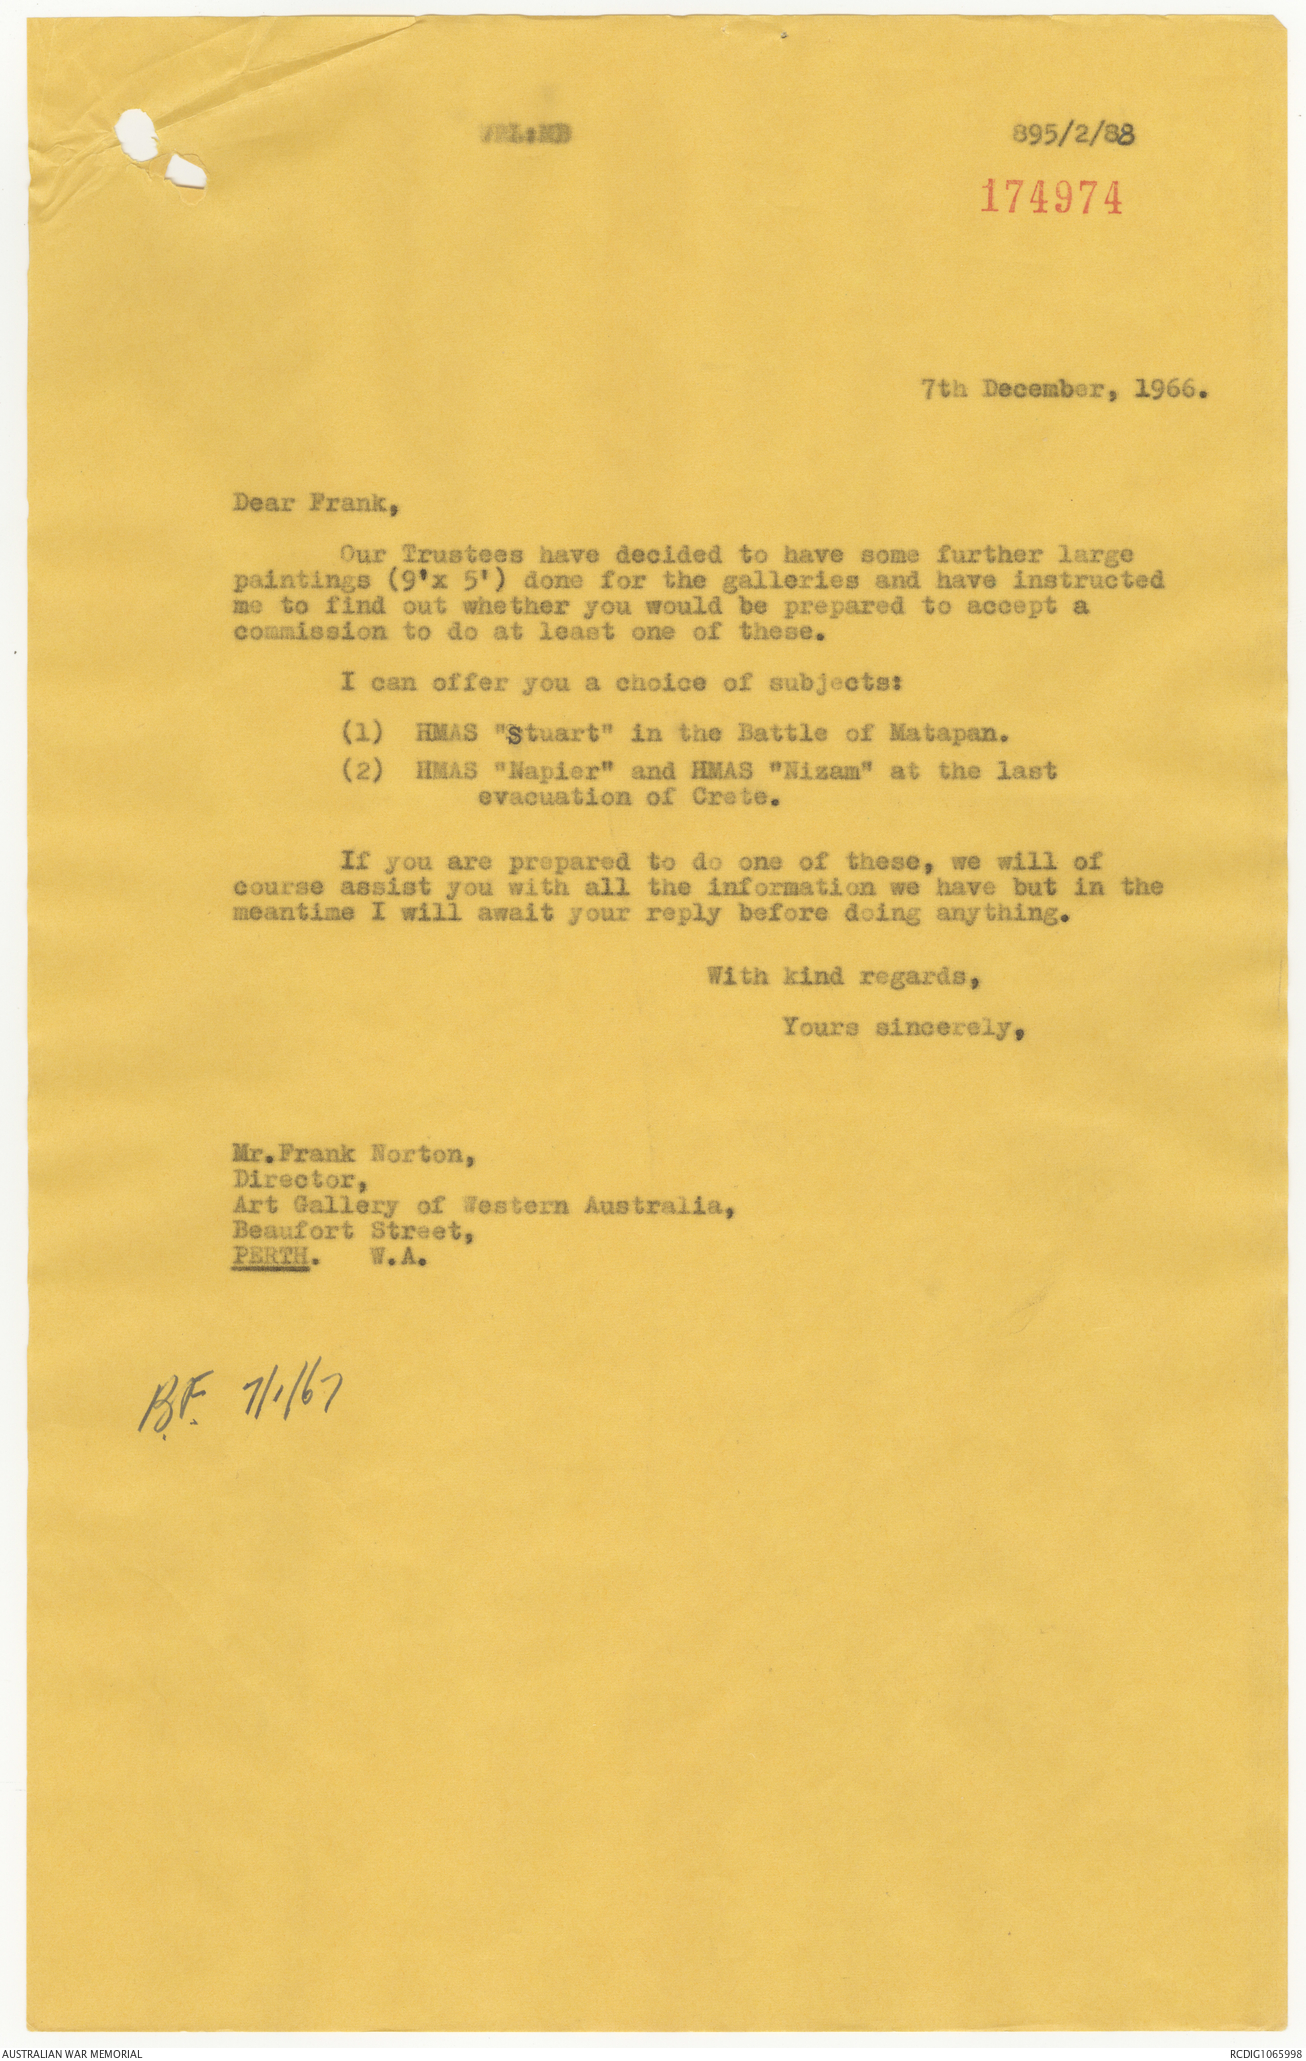 895/2/88
174974
7th December, 1966.
Dear Frank,
Our Trustees have decided to have some further large
paintings (9'x 5') done for the galleries and have instructed
me to find out whether you would be prepared to accept a
commission to do at least one of these.
I can offer you a choice of subjects:
(1) HMAS "Stuart" in the Battle of Matapan.
(2) HMAS "Napier" and HMAS "Nizam" at the last
evacuation of Crete.
If you are prepared to do one of these, we will of
course assist you with all the information we have but in the
meantime I will await your reply before doing anything.
With kind regards,
Yours sincerely,
Mr.Frank Norton,
Director,
Art Gallery of Western Australia,
Beaufort Street,
PERTH. W.A.
B.F. 7/1/67
AUSTRALIAN WAR MEMORIAL
RCDIG1065998